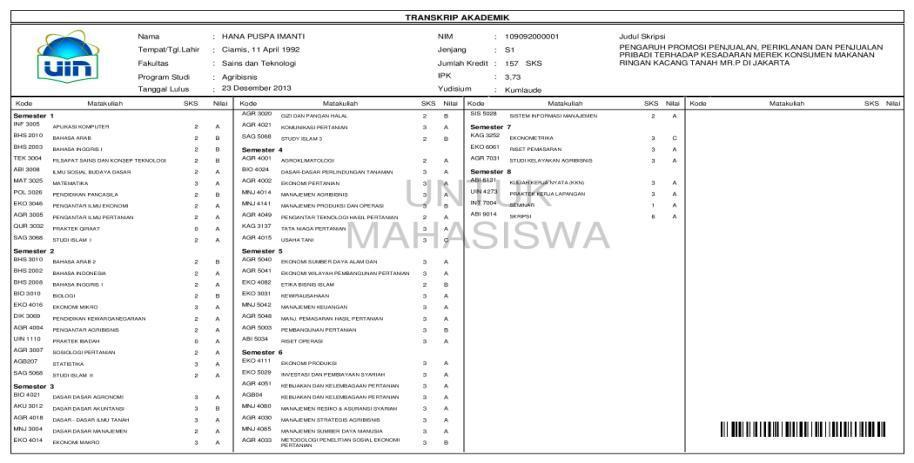 TRANSKRIP AKADEMIK
UIN
Nama : HANA PUSPA IMANTI
Tempat/Tgl.Lahir : Ciamis, 11 April 1992
Fakultas : Sains dan Teknologi
Program Studi : Agribisnis
Tanggal Lulus : 23 Desember 2013
NIM : 109092000001
Jenjang : S1
Jumlah Kredit : 157 SKS
IPK : 3,73
Yudisium : Kumlaude
Judul Skripsi
PENGARUH PROMOSI PENJUALAN, PERIKLANAN DAN PENJUALAN
PRIBADI TERHADAP KESADARAN MEREK KONSUMEN MAKANAN
RINGAN KACANG TANAH MR.P DI JAKARTA
Kode Matakuliah SKS Nilai
Semester 1
INF 3005 APLIKASI KOMPUTER 2 A
BHS 2010 BAHASA ARAB 2 B
BHS 2003 BAHASA INGGRIS I 2 B
TEK 3004 FILSAFAT SAINS DAN KONSEP TEKNOLOGI 2 B
ABI 3008 ILMU SOSIAL BUDAYA DASAR 2 A
MAT 3025 MATEMATIKA 3 A
POL 3026 PENDIDIKAN PANCASILA 2 B
EKO 3046 PENGANTAR ILMU EKONOMI 2 A
AGR 3005 PENGANTAR ILMU PERTANIAN 2 A
QUR 3032 PRAKTEK QIRAAT 0 A
SAG 3068 STUDI ISLAM I 2 A
Semester 2
BHS 3010 BAHASA ARAB 2 2 B
BHS 2002 BAHASA INDONESIA 2 A
BHS 2008 BAHASA INGGRIS I 2 A
BIO 3010 BIOLOGI 2 B
EKO 4016 EKONOMI MIKRO 3 A
DIK 3069 PENDIDIKAN KEWARGANEGARAAN 2 A
AGR 4004 PENGANTAR AGRIBISNIS 2 A
UIN 1110 PRAKTEK IBADAH 0 A
AGR 3007 SOSIOLOGI PERTANIAN 2 A
AGB207 STATISTIKA 3 A
SAG 5068 STUDI ISLAM II 2 A
Semester 3
BIO 4021 DASAR DASAR AGRONOMI 3 A
AKU 3012 DASAR DASAR AKUNTANSI 3 B
AGR 4018 DASAR - DASAR ILMU TANAH 3 A
MNJ 3004 DASAR DASAR MANAJEMEN 2 A
EKO 4014 EKONOMI MAKRO 3 A
Kode Matakuliah SKS Nilai
AGR 3020 GIZI DAN PANGAN HALAL 2 B
AGR 4021 KOMUNIKASI PERTANIAN 3 A
SAG 5068 STUDY ISLAM 3 2 B
Semester 4
AGR 4001 AGROKLIMATOLOGI 2 A
BIO 4024 DASAR-DASAR PERLINDUNGAN TANAMAN 3 A
AGR 4002 EKONOMI PERTANIAN 3 A
MNJ 4014 MANAJEMEN AGRIBISNIS 3 A
MNJ 4141 MANAJEMEN PRODUKSI DAN OPERASI 3 B
AGR 4049 PENGANTAR TEKNOLOGI HASIL PERTANIAN 2 A
KAG 3137 TATA NIAGA PERTANIAN 3 A
AGR 4015 USAHA TANI 3 C
Semester 5
AGR 5040 EKONOMI SUMBER DAYA ALAM DAN 3 A
AGR 5041 EKONOMI WILAYAH PEMBANGUNAN PERTANIAN 3 A
EKO 4082 ETIKA BISNIS ISLAM 2 B
EKO 3031 KEWIRAUSAHAAN 3 A
MNJ 5042 MANAJEMEN KEUANGAN 3 A
AGR 5048 MANJ. PEMASARAN HASIL PERTANIAN 3 A
AGR 5003 PEMBANGUNAN PERTANIAN 3 B
ABI 5034 RISET OPERASI 3 A
Semester 6
EKO 4111 EKONOMI PRODUKSI 3 A
EKO 5029 INVESTASI DAN PEMBIAYAAN SYARIAH 3 A
AGR 4051 KEBIJAKAN DAN KELEMBAGAAN PERTANIAN 3 A
AGB04 KEBIJAKAN DAN KELEMBAGAAN PERTANIAN 3 A
MNJ 4060 MANAJEMEN RESIKO & ASURANSI SYARIAH 3 A
AGR 4030 MANAJEMEN STRATEGIS AGRIBISNIS 3 A
MNJ 4065 MANAJEMEN SUMBER DAYA MANUSIA 3 A
AGR 4033 METODOLOGI PENELITIAN SOSIAL EKONOMI
PERTANIAN 3 B
Kode Matakuliah SKS Nilai
SIS 5028 SISTEM INFORMASI MANAJEMEN 2 A
Semester 7
KAG 3252 EKONOMETRIKA 3 C
EKO 6061 RISET PEMASARAN 3 A
AGR 7031 STUDI KELAYAKAN AGRIBISNIS 3 A
Semester 8
ABI 6131 KULIAH KERJA NYATA (KKN) 3 A
UIN 4273 PRAKTEK KERJA LAPANGAN 3 A
INT 7004 SEMINAR 1 A
ABI 9014 SKRIPSI 6 A
Kode Matakuliah SKS Nilai
UNTUK
MAHASISWA